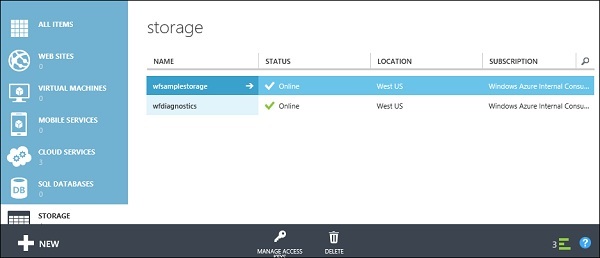 ALL ITEMS
WEB SITES
0
VIRTUAL MACHINES
0
MOBILE SERVICES
0
CLOUD SERVICES
3
SQL DATABASES
0
DB
STORAGE
storage
NAME STATUS LOCATION SUBSCRIPTION
wfsamplestorage Online West US Windows Azure Internal Consu...
wfdiagnostics Online West US Windows Azure Internal Consu...
NEW
MANAGE ACCESS
KEYS
DELETE
3
?